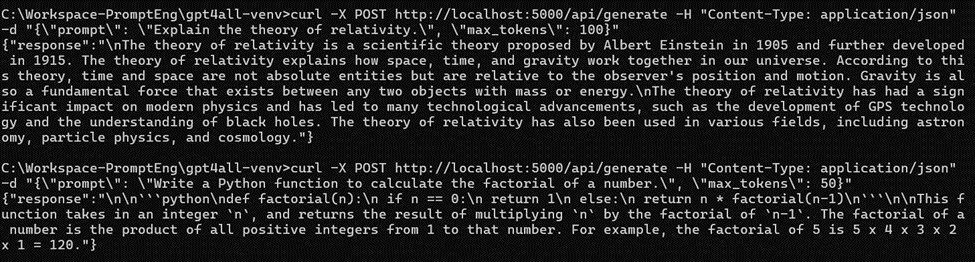 C:\Workspace-PromptEng\gpt4all-venv>curl -X POST http://localhost:5000/api/generate -H "Content-Type: application/json"
-d "{\"prompt\": \"Explain the theory of relativity.\", \"max_tokens\": 100}"
{"response":"\nThe theory of relativity is a scientific theory proposed by Albert Einstein in 1905 and further developed
 in 1915. The theory of relativity explains how space, time, and gravity work together in our universe. According to thi
s theory, time and space are not absolute entities but are relative to the observer's position and motion. Gravity is al
so a fundamental force that exists between any two objects with mass or energy.\nThe theory of relativity has had a sign
ificant impact on modern physics and has led to many technological advancements, such as the development of GPS technolo
gy and the understanding of black holes. The theory of relativity has also been used in various fields, including astron
omy, particle physics, and cosmology."}
C:\Workspace-PromptEng\gpt4all-venv>curl -X POST http://localhost:5000/api/generate -H "Content-Type: application/json"
-d "{\"prompt\": \"Write a Python function to calculate the factorial of a number.\", \"max_tokens\": 50}"
{"response":"\n\n```python\ndef factorial(n):\n if n == 0:\n return 1\n else:\n return n * factorial(n-1)\n```\n\nThis f
unction takes in an integer `n`, and returns the result of multiplying `n` by the factorial of `n-1`. The factorial of a
 number is the product of all positive integers from 1 to that number. For example, the factorial of 5 is 5 x 4 x 3 x 2
x 1 = 120."}